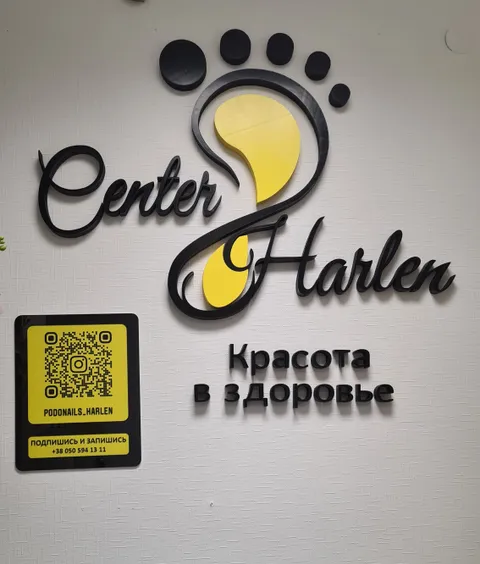 Center Harlen
Красота
в здоровье
PODONAILS_HARLEN
ПОДПИШИСЬ И ЗАПИШИСЬ
+38 050 594 13 11